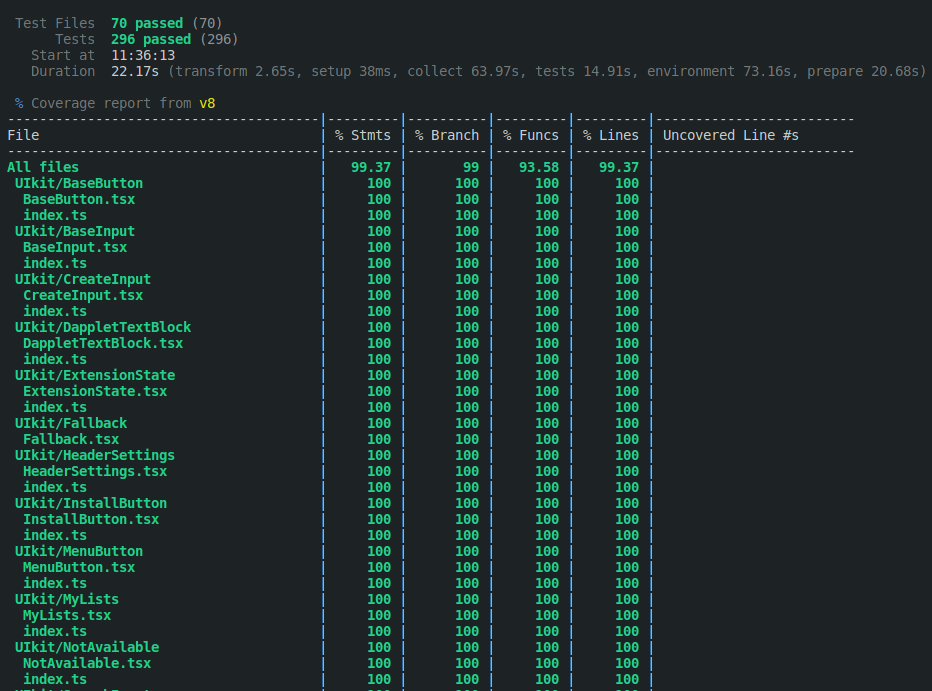 Test Files  70 passed (70)
Tests  296 passed (296)
Start at  11:36:13
Duration  22.17s (transform 2.65s, setup 38ms, collect 63.97s, tests 14.91s, environment 73.16s, prepare 20.68s)
% Coverage report from v8
---------------------------------------|---------|----------|---------|---------|-------------------------
File                                   | % Stmts | % Branch | % Funcs | % Lines | Uncovered Line #s
---------------------------------------|---------|----------|---------|---------|-------------------------
All files                              |   99.37 |       99 |   93.58 |   99.37 |
 UIkit/BaseButton                      |     100 |      100 |     100 |     100 |
  BaseButton.tsx                       |     100 |      100 |     100 |     100 |
  index.ts                             |     100 |      100 |     100 |     100 |
 UIkit/BaseInput                       |     100 |      100 |     100 |     100 |
  BaseInput.tsx                        |     100 |      100 |     100 |     100 |
  index.ts                             |     100 |      100 |     100 |     100 |
 UIkit/CreateInput                     |     100 |      100 |     100 |     100 |
  CreateInput.tsx                      |     100 |      100 |     100 |     100 |
  index.ts                             |     100 |      100 |     100 |     100 |
 UIkit/DappletTextBlock                |     100 |      100 |     100 |     100 |
  DappletTextBlock.tsx                 |     100 |      100 |     100 |     100 |
  index.ts                             |     100 |      100 |     100 |     100 |
 UIkit/ExtensionState                  |     100 |      100 |     100 |     100 |
  ExtensionState.tsx                   |     100 |      100 |     100 |     100 |
  index.ts                             |     100 |      100 |     100 |     100 |
 UIkit/Fallback                        |     100 |      100 |     100 |     100 |
  Fallback.tsx                         |     100 |      100 |     100 |     100 |
 UIkit/HeaderSettings                  |     100 |      100 |     100 |     100 |
  HeaderSettings.tsx                   |     100 |      100 |     100 |     100 |
  index.ts                             |     100 |      100 |     100 |     100 |
 UIkit/InstallButton                   |     100 |      100 |     100 |     100 |
  InstallButton.tsx                    |     100 |      100 |     100 |     100 |
  index.ts                             |     100 |      100 |     100 |     100 |
 UIkit/MenuButton                      |     100 |      100 |     100 |     100 |
  MenuButton.tsx                       |     100 |      100 |     100 |     100 |
  index.ts                             |     100 |      100 |     100 |     100 |
 UIkit/MyLists                         |     100 |      100 |     100 |     100 |
  MyLists.tsx                          |     100 |      100 |     100 |     100 |
  index.ts                             |     100 |      100 |     100 |     100 |
 UIkit/NotAvailable                    |     100 |      100 |     100 |     100 |
  NotAvailable.tsx                     |     100 |      100 |     100 |     100 |
  index.ts                             |     100 |      100 |     100 |     100 |